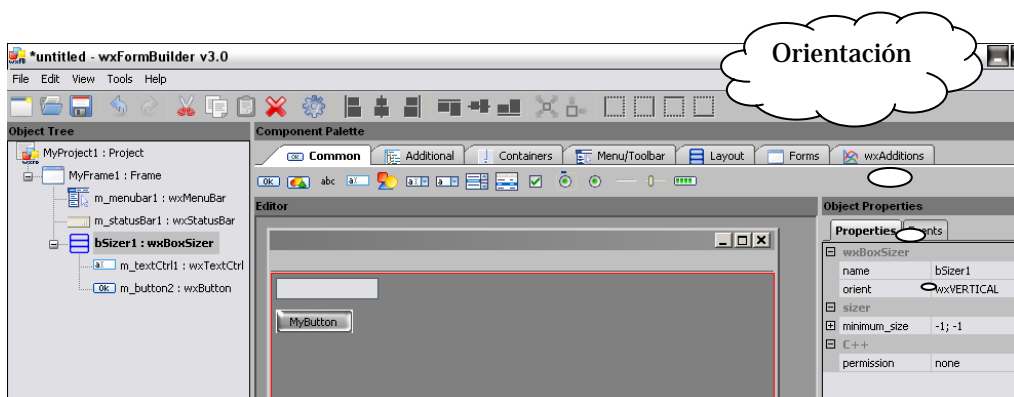 Orientación
*untitled - wxFormBuilder v3.0
File Edit View Tools Help
Object Tree
MyProject1 : Project
MyFrame1 : Frame
m_menubar1 : wxMenuBar
m_statusBar1 : wxStatusBar
bSizer1 : wxBoxSizer
m_textCtrl1 : wxTextCtrl
m_button2 : wxButton
Component Palette
Common Additional Containers Menu/Toolbar Layout Forms wxAdditions
OK abc
Editor
MyButton
Object Properties
Properties
wxBoxSizer
name bSizer1
orient wxVERTICAL
sizer
minimum_size -1; -1
C++
permission none